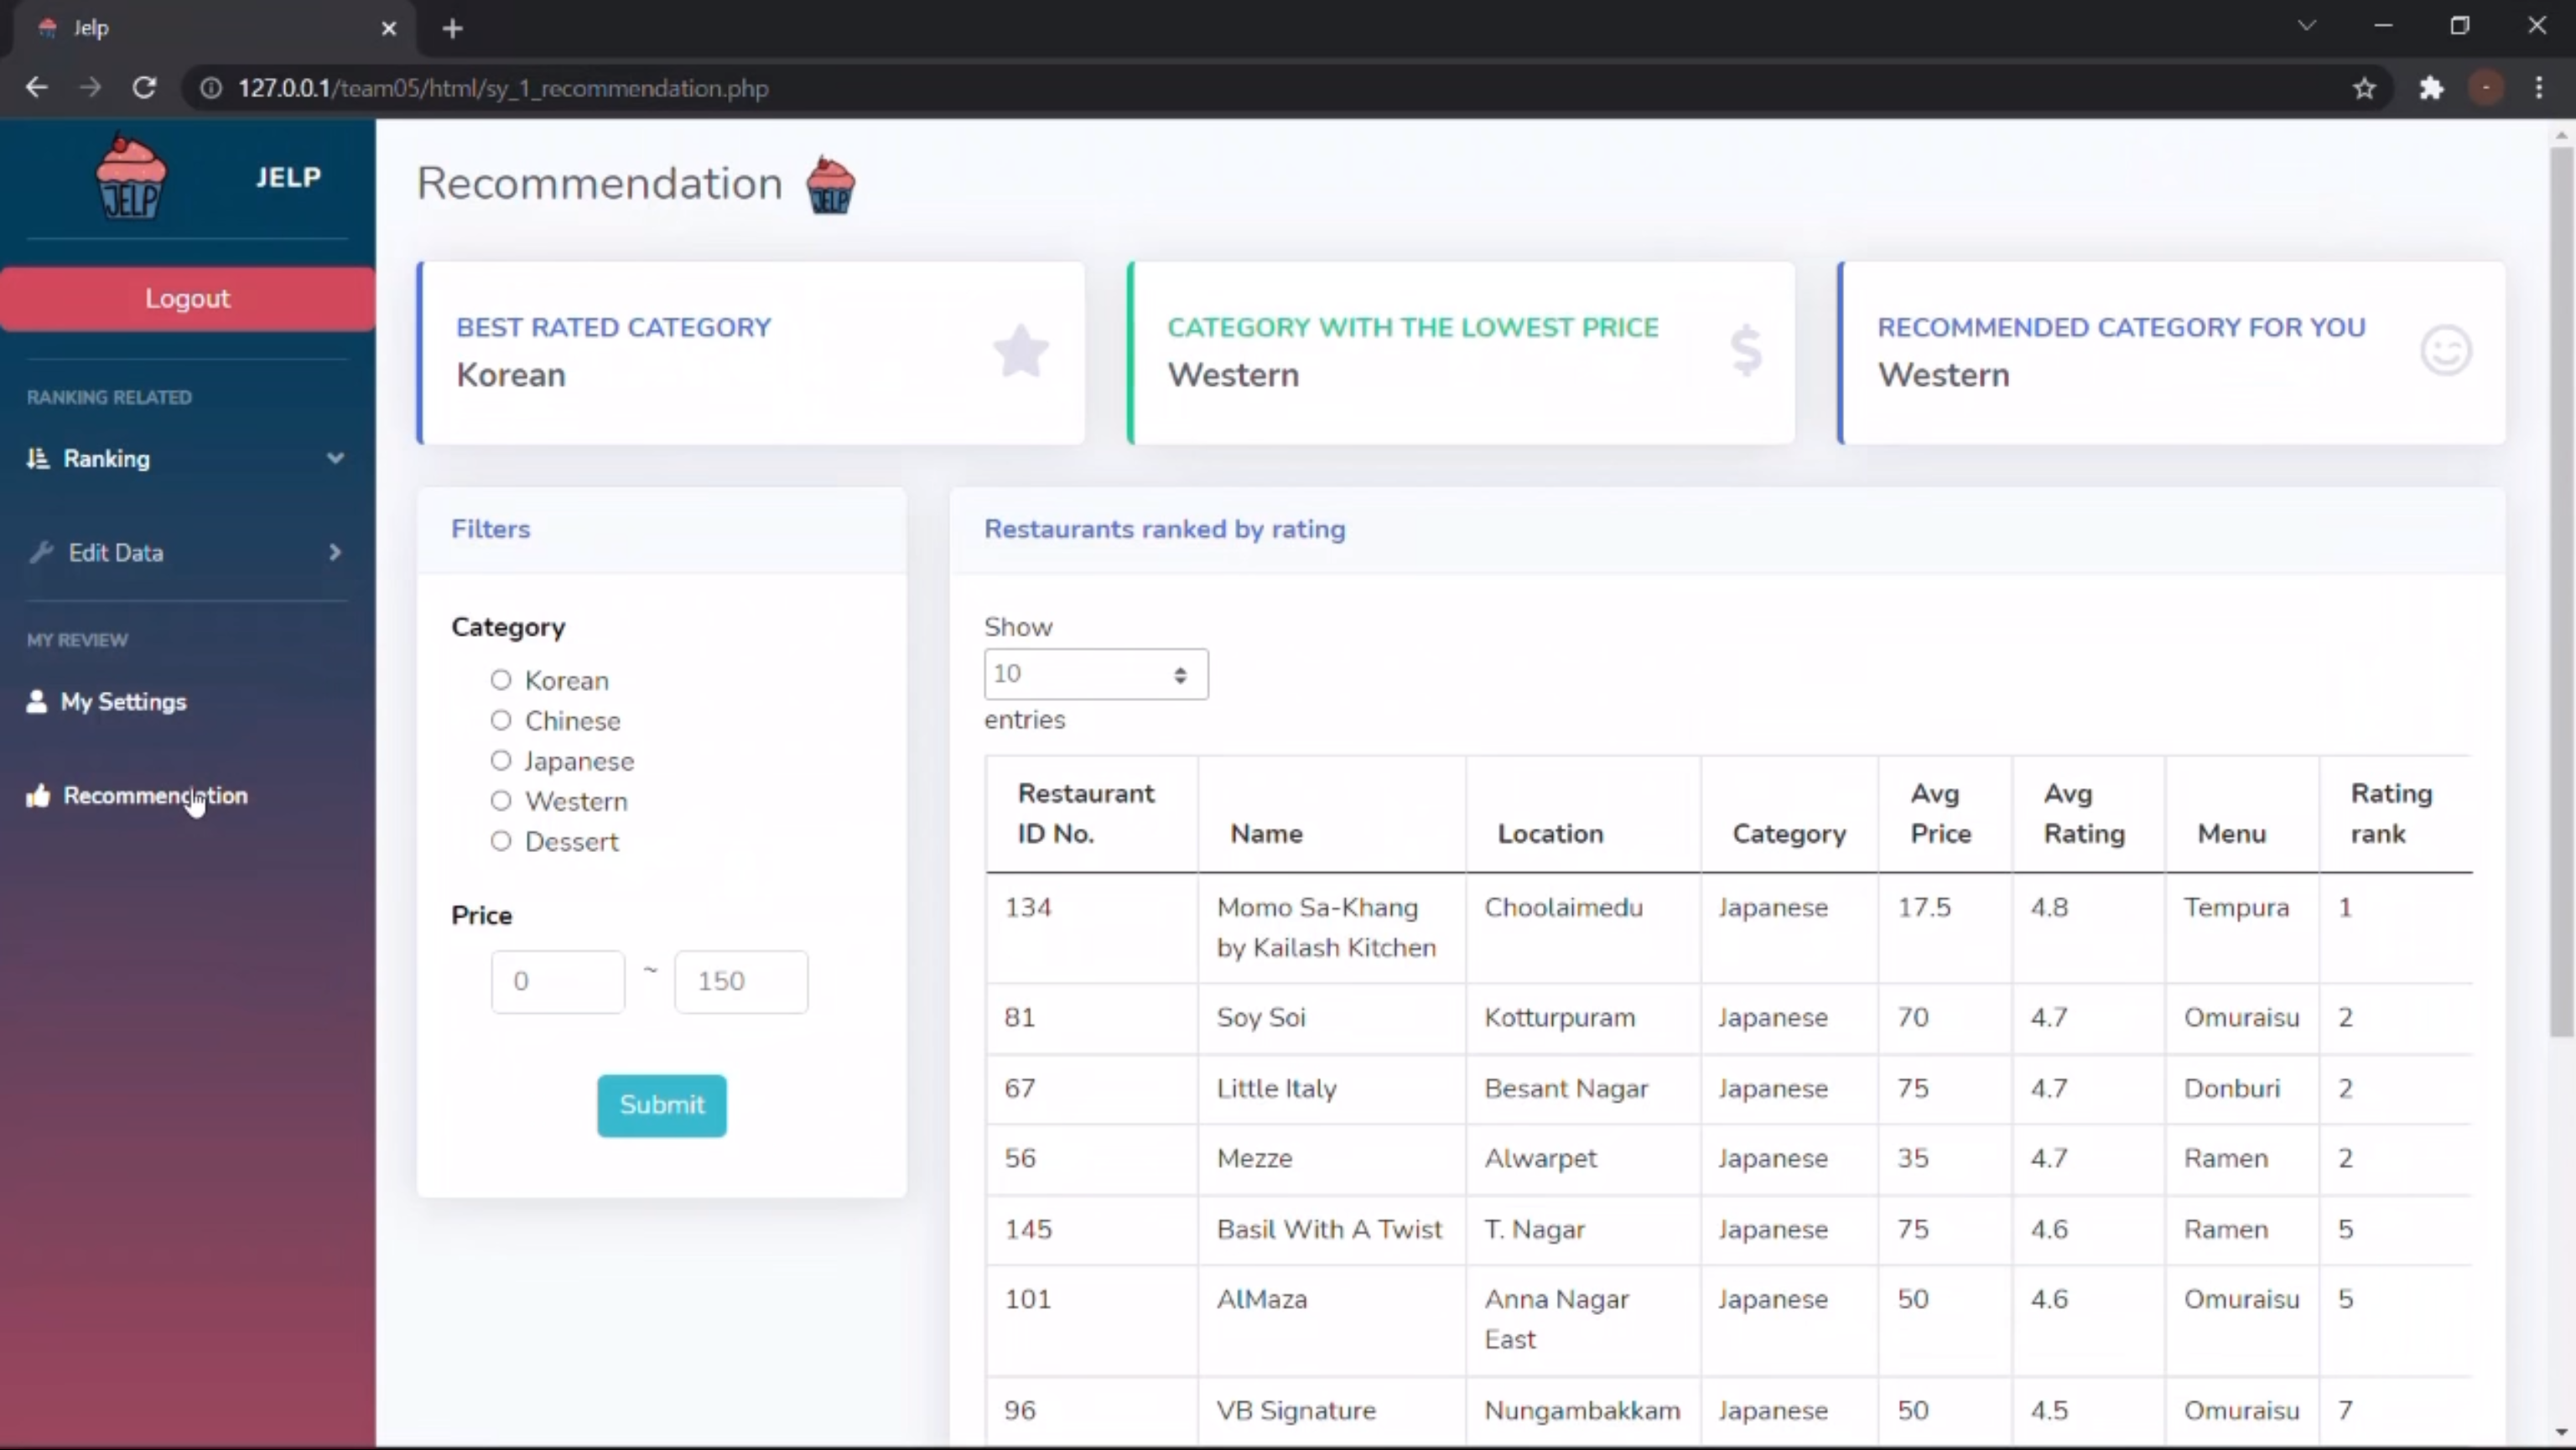 Jelp
127.0.0.1/team05/html/sy_1_recommendation.php
JELP
JELP
Logout
RANKING RELATED
Ranking
Edit Data
MY REVIEW
My Settings
Recommendation
Recommendation
JELP
BEST RATED CATEGORY
Korean
CATEGORY WITH THE LOWEST PRICE
Western
$
RECOMMENDED CATEGORY FOR YOU
Western
Filters
Category
Korean
Chinese
Japanese
Western
Dessert
Price
0 ~ 150
Submit
Restaurants ranked by rating
Show
10
entries
Restaurant ID No. Name Location Category Avg Price Avg Rating Menu Rating rank
134 Momo Sa-Khang by Kailash Kitchen Choolaimedu Japanese 17.5 4.8 Tempura 1
81 Soy Soi Kotturpuram Japanese 70 4.7 Omuraisu 2
67 Little Italy Besant Nagar Japanese 75 4.7 Donburi 2
56 Mezze Alwarpet Japanese 35 4.7 Ramen 2
145 Basil With A Twist T. Nagar Japanese 75 4.6 Ramen 5
101 AlMaza Anna Nagar East Japanese 50 4.6 Omuraisu 5
96 VB Signature Nungambakkam Japanese 50 4.5 Omuraisu 7